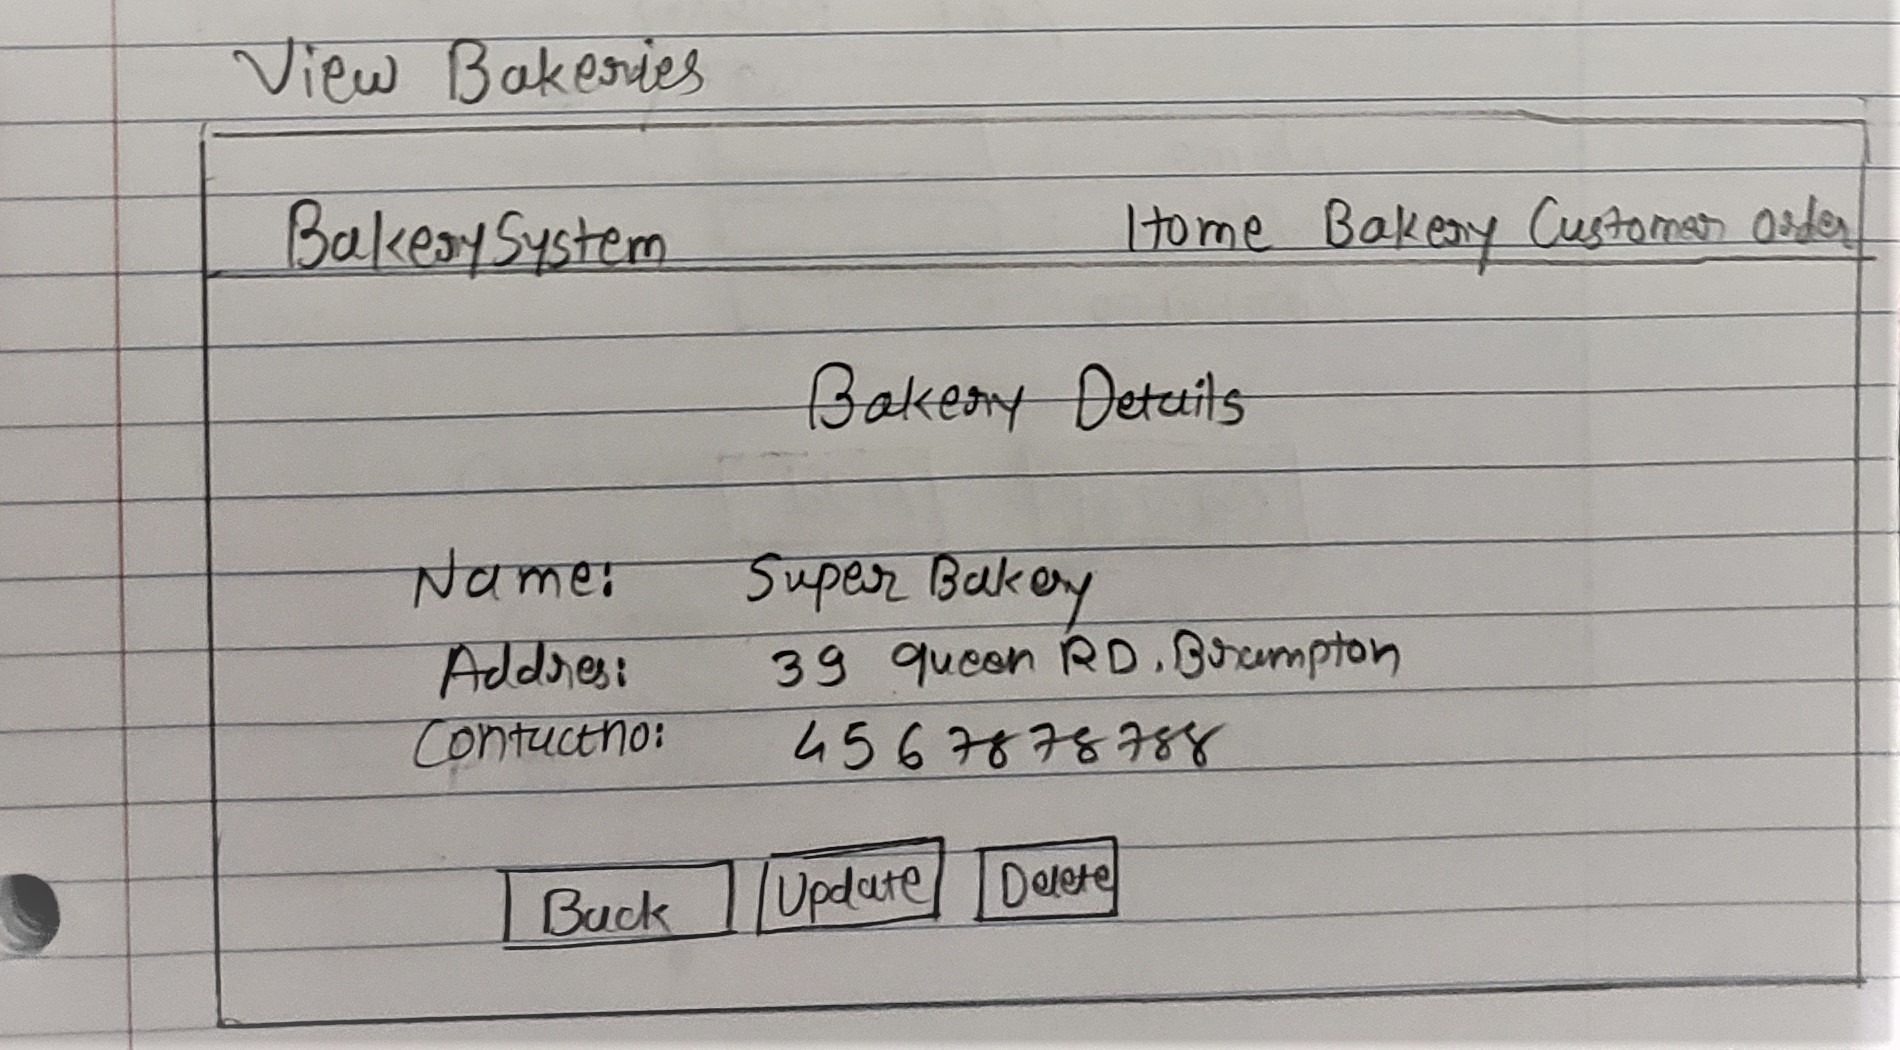 View Bakeries
BakerySystem Home Bakery Customer Order
Bakery Details
Name: Super Bakery
Addres: 39 queen RD, Brampton
Contactno: 4567878788
Back Update Delete